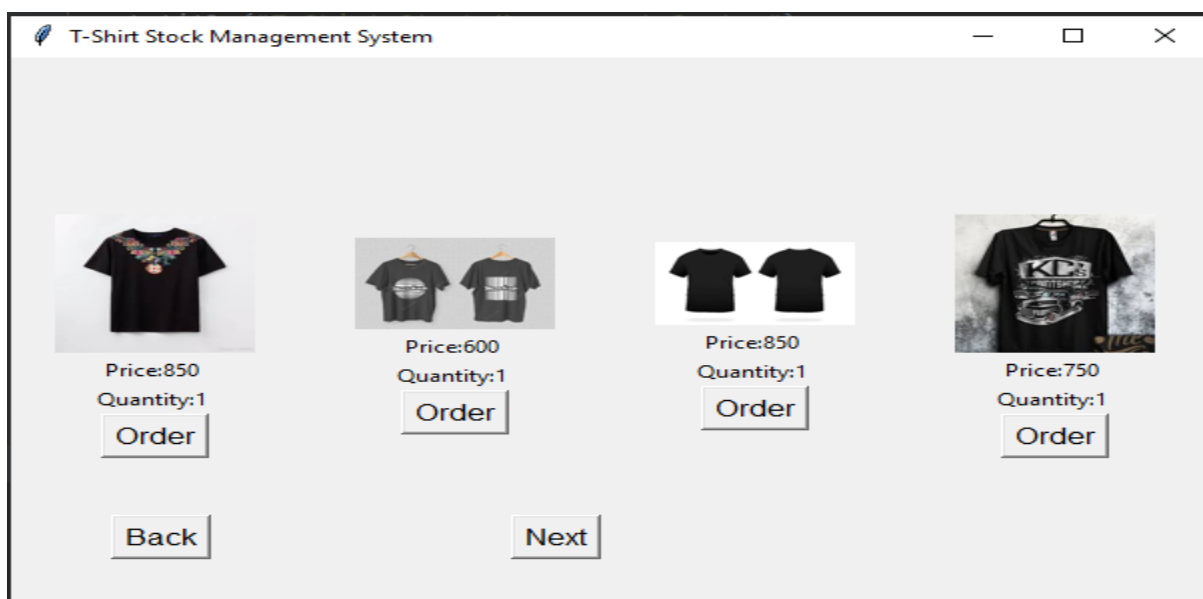 T-Shirt Stock Management System
Price:850
Quantity:1
Order
Price:600
Quantity:1
Order
Price:850
Quantity:1
Order
KC
Price:750
Quantity:1
Order
Back
Next